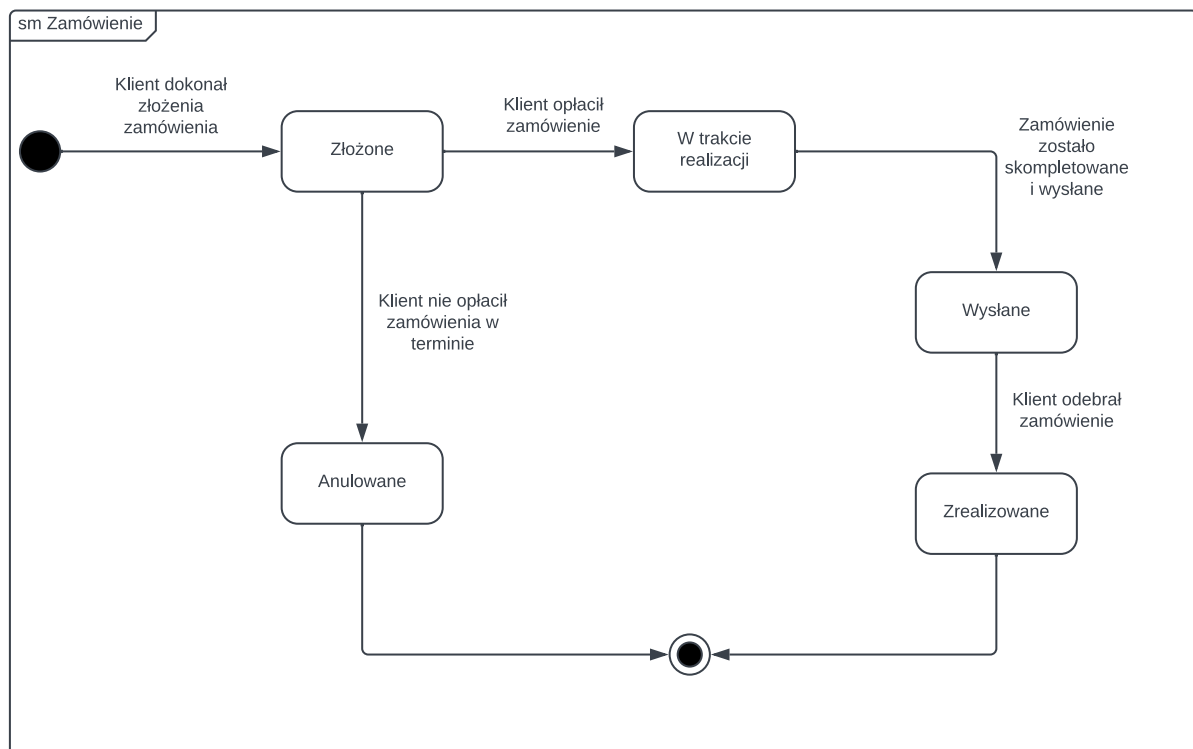 sm Zamówienie
Klient dokonał
złożenia
zamówienia
Złożone
Klient opłacił
zamówienie
W trakcie
realizacji
Zamówienie
zostało
skompletowane
i wysłane
Klient nie opłacił
zamówienia w
terminie
Wysłane
Klient odebrał
zamówienie
Anulowane
Zrealizowane